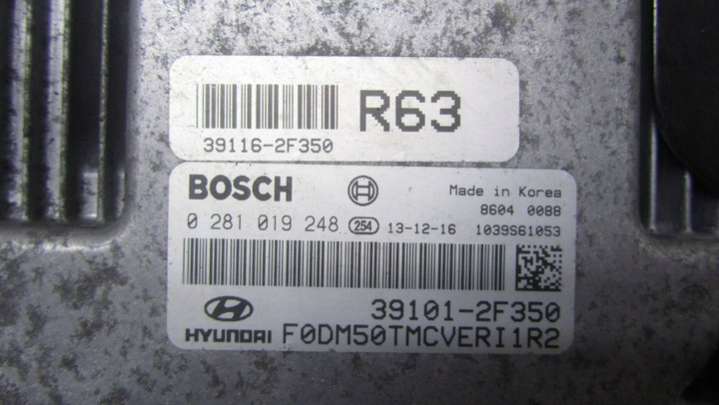 R63
39116-2F350
BOSCH
Made in Korea
8604 0088
0 281 019 248 254 13-12-16 1039S61053
39101-2F350
HYUNDAI F0DM50TMCVERI1R2